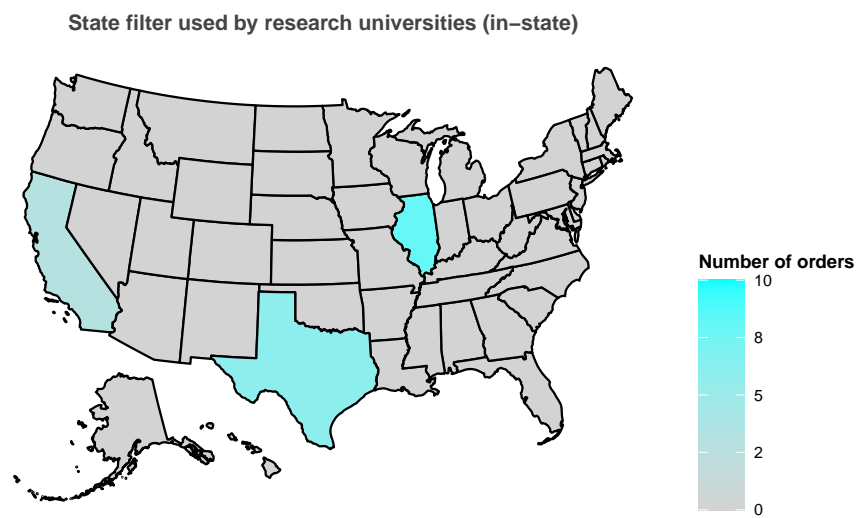 State filter used by research universities (in−state)
Number of orders
10
8
5
2
0